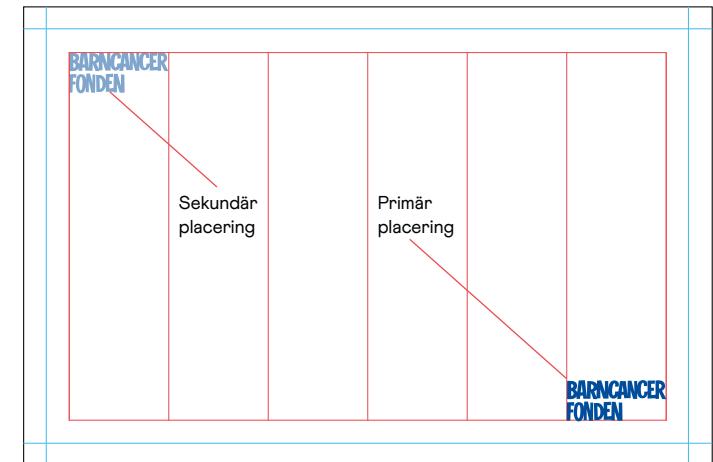 BARNCANCER
FONDEN
Sekundär
placering
Primär
placering
BARNCANCER
FONDEN